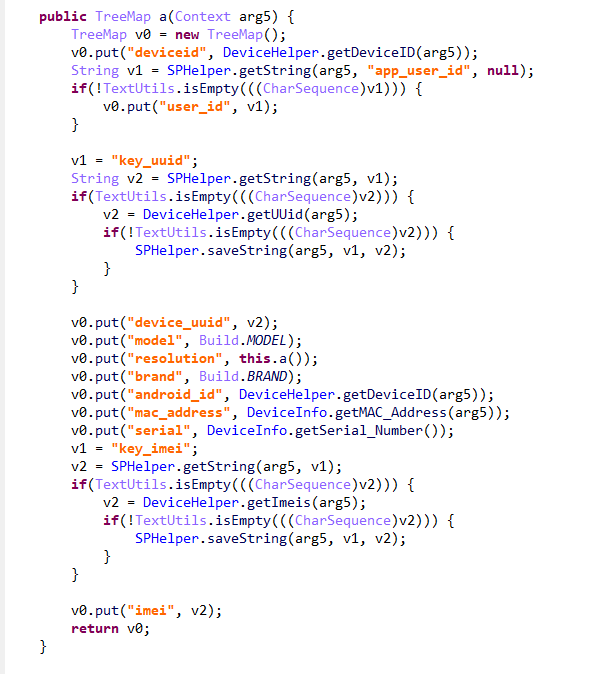 public TreeMap a(Context arg5) {
    TreeMap v0 = new TreeMap();
    v0.put("deviceid", DeviceHelper.getDeviceID(arg5));
    String v1 = SPHelper.getString(arg5, "app_user_id", null);
    if(!TextUtils.isEmpty(((CharSequence)v1))) {
        v0.put("user_id", v1);
    }

    v1 = "key_uuid";
    String v2 = SPHelper.getString(arg5, v1);
    if(TextUtils.isEmpty(((CharSequence)v2))) {
        v2 = DeviceHelper.getUUid(arg5);
        if(!TextUtils.isEmpty(((CharSequence)v2))) {
            SPHelper.saveString(arg5, v1, v2);
        }
    }

    v0.put("device_uuid", v2);
    v0.put("model", Build.MODEL);
    v0.put("resolution", this.a());
    v0.put("brand", Build.BRAND);
    v0.put("android_id", DeviceHelper.getDeviceID(arg5));
    v0.put("mac_address", DeviceInfo.getMAC_Address(arg5));
    v0.put("serial", DeviceInfo.getSerial_Number());
    v1 = "key_imei";
    v2 = SPHelper.getString(arg5, v1);
    if(TextUtils.isEmpty(((CharSequence)v2))) {
        v2 = DeviceHelper.getImeis(arg5);
        if(!TextUtils.isEmpty(((CharSequence)v2))) {
            SPHelper.saveString(arg5, v1, v2);
        }
    }

    v0.put("imei", v2);
    return v0;
}